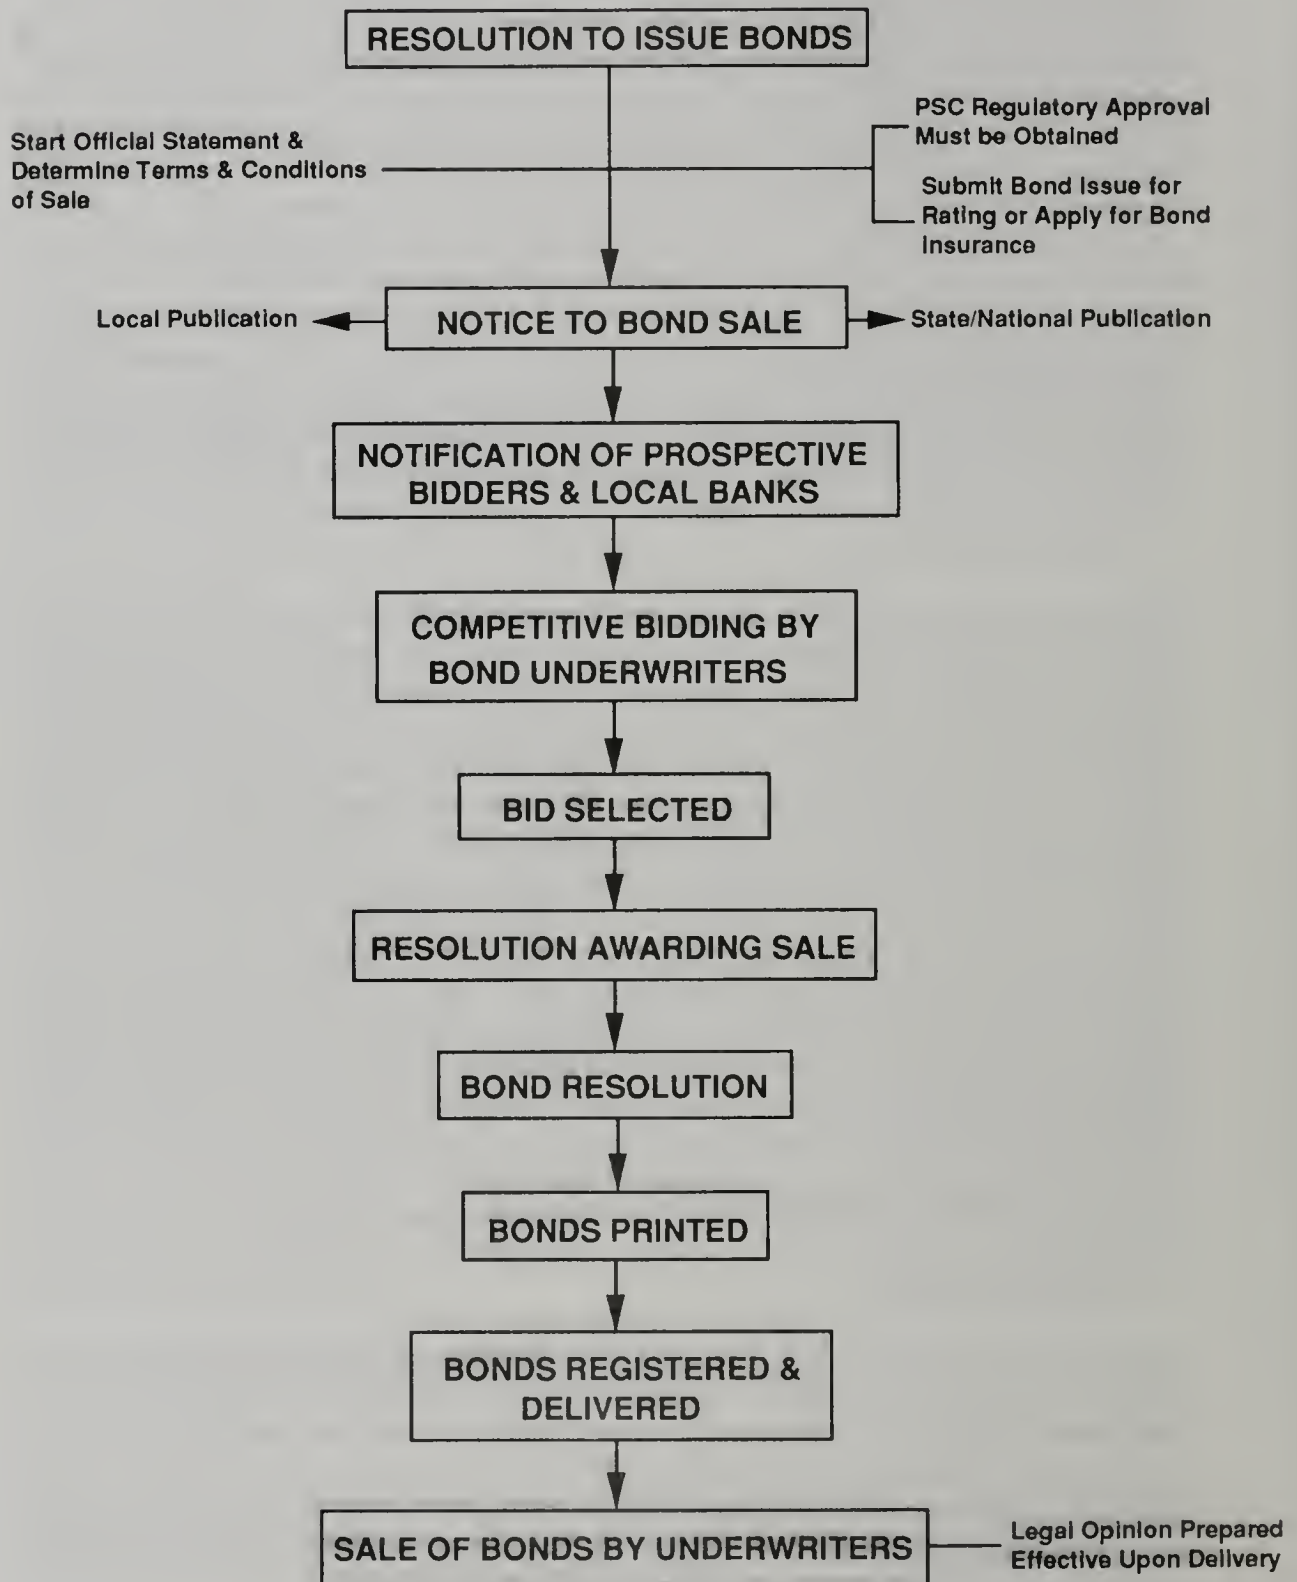 RESOLUTION TO ISSUE BONDS
Start Official Statement &
Determine Terms & Conditions
of Sale
PSC Regulatory Approval
Must be Obtained
Submit Bond Issue for
Rating or Apply for Bond
Insurance
Local Publication
NOTICE TO BOND SALE
State/National Publication
NOTIFICATION OF PROSPECTIVE
BIDDERS & LOCAL BANKS
COMPETITIVE BIDDING BY
BOND UNDERWRITERS
BID SELECTED
RESOLUTION AWARDING SALE
BOND RESOLUTION
BONDS PRINTED
BONDS REGISTERED &
DELIVERED
SALE OF BONDS BY UNDERWRITERS
Legal Opinion Prepared
Effective Upon Delivery